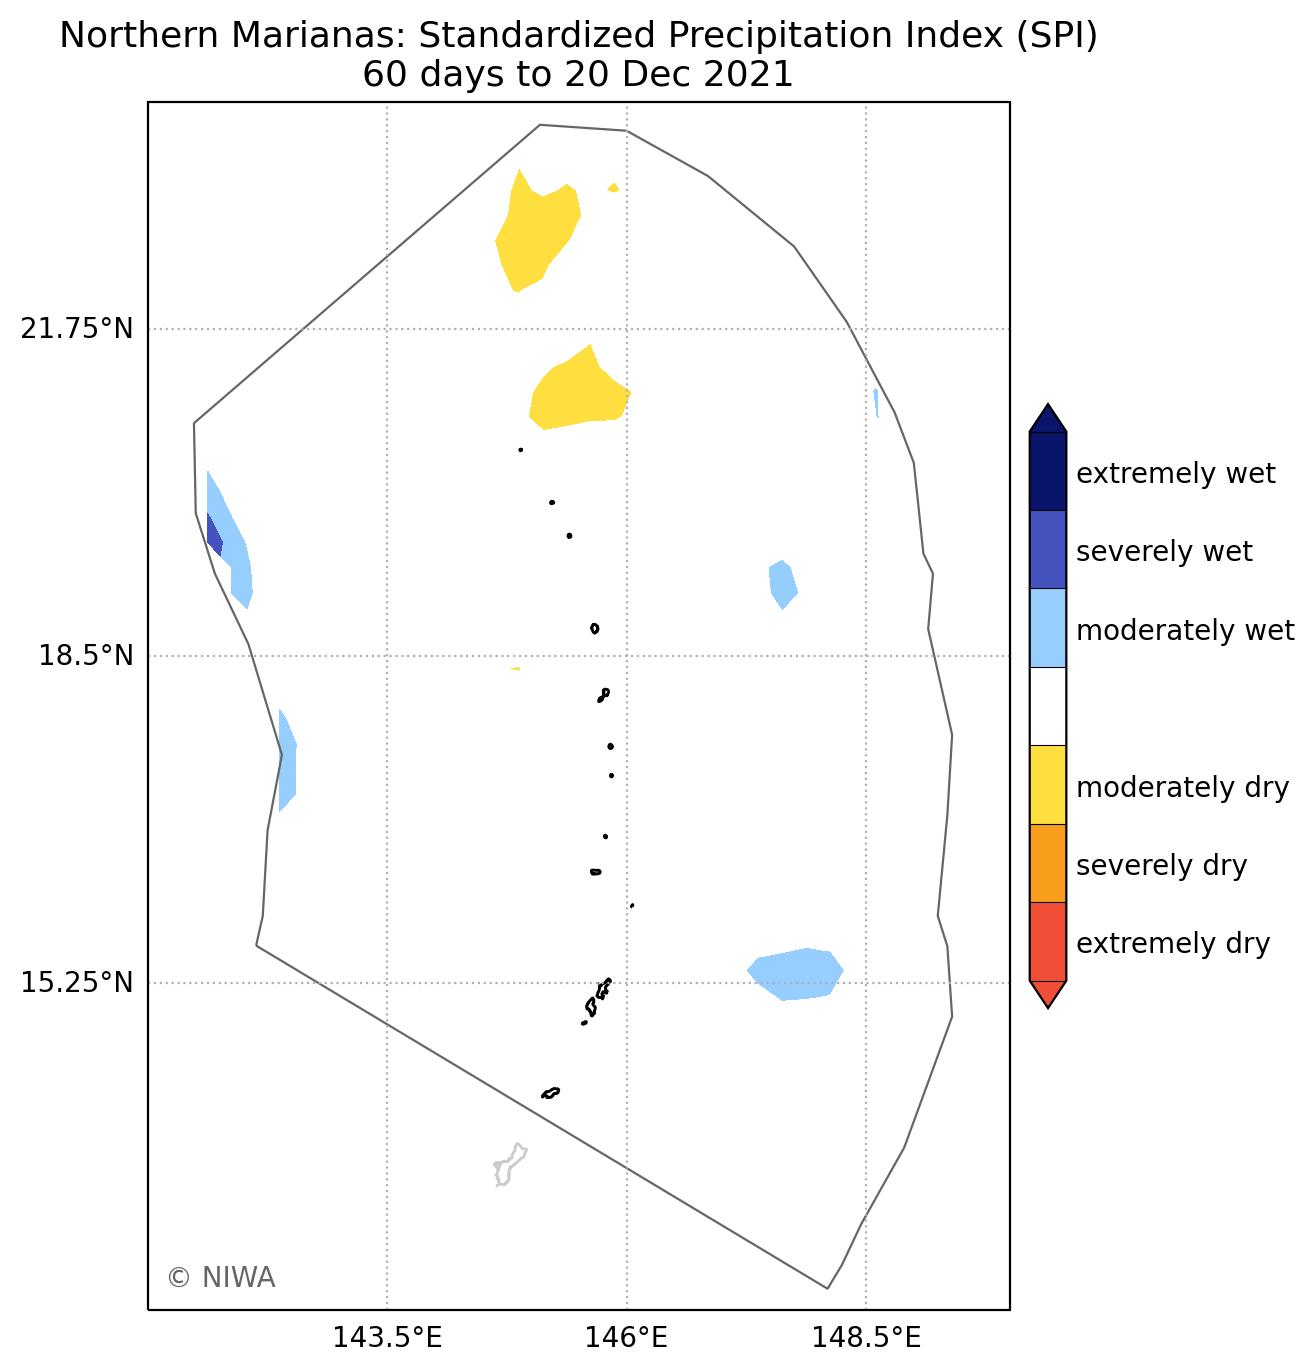 Northern Marianas: Standardized Precipitation Index (SPI)
60 days to 20 Dec 2021
21.75°N
18.5°N
15.25°N
143.5°E
146°E
148.5°E
© NIWA
extremely wet
severely wet
moderately wet
moderately dry
severely dry
extremely dry